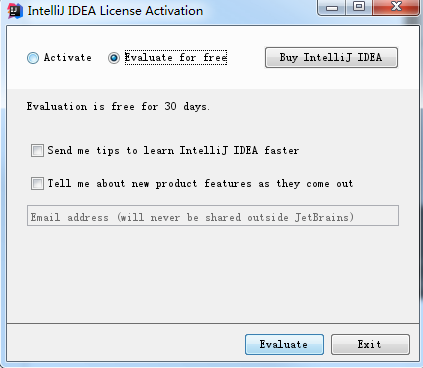 IntelliJ IDEA License Activation
Activate Evaluate for free Buy IntelliJ IDEA
Evaluation is free for 30 days.
Send me tips to learn IntelliJ IDEA faster
Tell me about new product features as they come out
Email address (will never be shared outside JetBrains)
Evaluate Exit